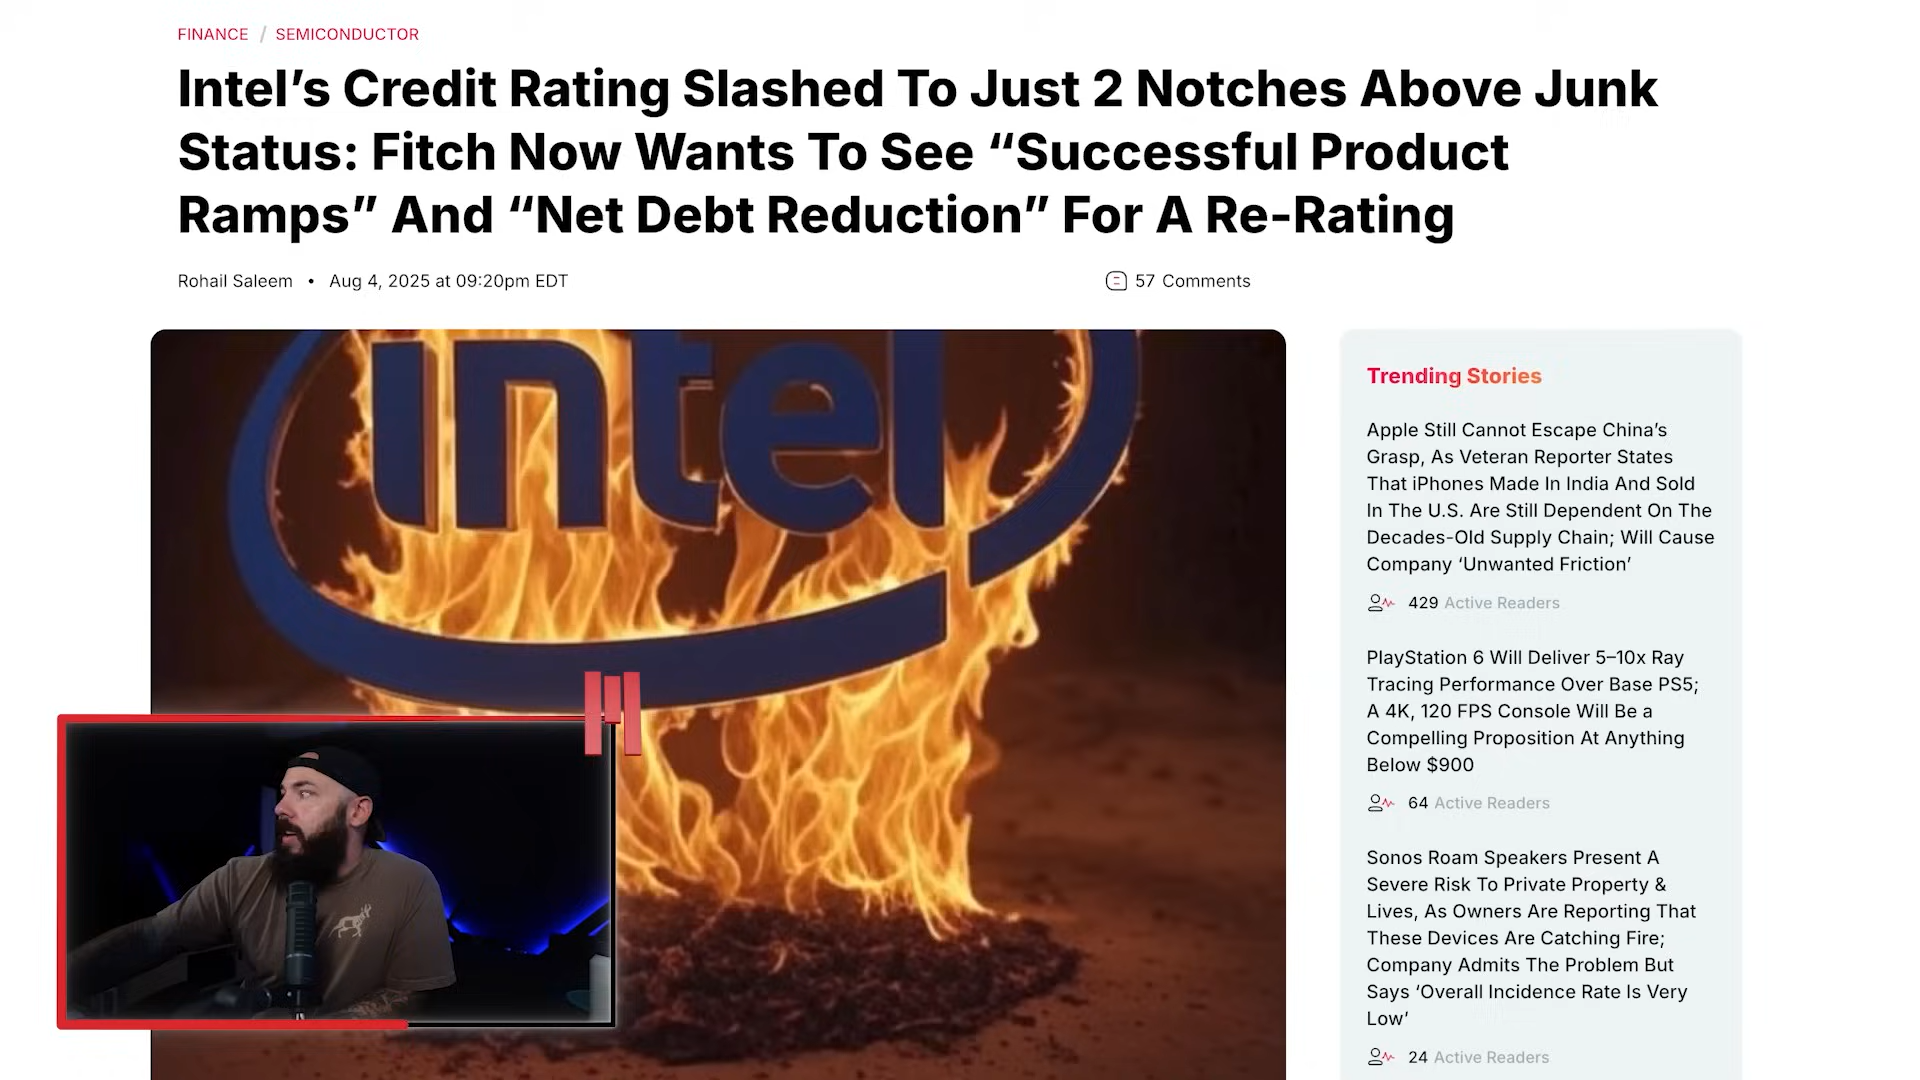 FINANCE / SEMICONDUCTOR
Intel’s Credit Rating Slashed To Just 2 Notches Above Junk
Status: Fitch Now Wants To See “Successful Product
Ramps” And “Net Debt Reduction” For A Re-Rating
Rohail Saleem • Aug 4, 2025 at 09:20pm EDT
57 Comments
intel
Trending Stories
Apple Still Cannot Escape China’s
Grasp, As Veteran Reporter States
That iPhones Made In India And Sold
In The U.S. Are Still Dependent On The
Decades-Old Supply Chain; Will Cause
Company ‘Unwanted Friction’
429 Active Readers
PlayStation 6 Will Deliver 5–10x Ray
Tracing Performance Over Base PS5;
A 4K, 120 FPS Console Will Be a
Compelling Proposition At Anything
Below $900
64 Active Readers
Sonos Roam Speakers Present A
Severe Risk To Private Property &
Lives, As Owners Are Reporting That
These Devices Are Catching Fire;
Company Admits The Problem But
Says ‘Overall Incidence Rate Is Very
Low’
24 Active Readers